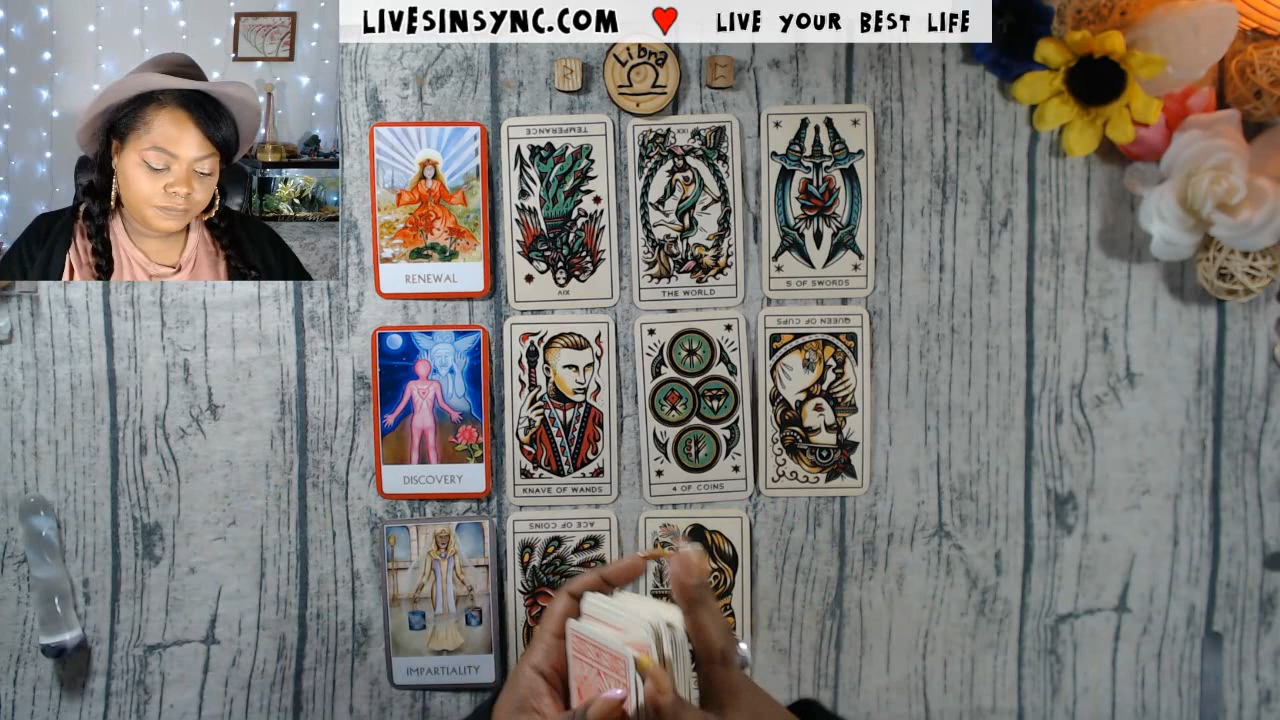 LIVESINSYNC.COM ♥ LIVE YOUR BEST LIFE
Libra
TEMPERANCE
XIV
XXI
THE WORLD
5 OF SWORDS
RENEWAL
DISCOVERY
KNAVE OF WANDS
4 OF COINS
QUEEN OF CUPS
IMPARTIALITY
ACE OF COINS